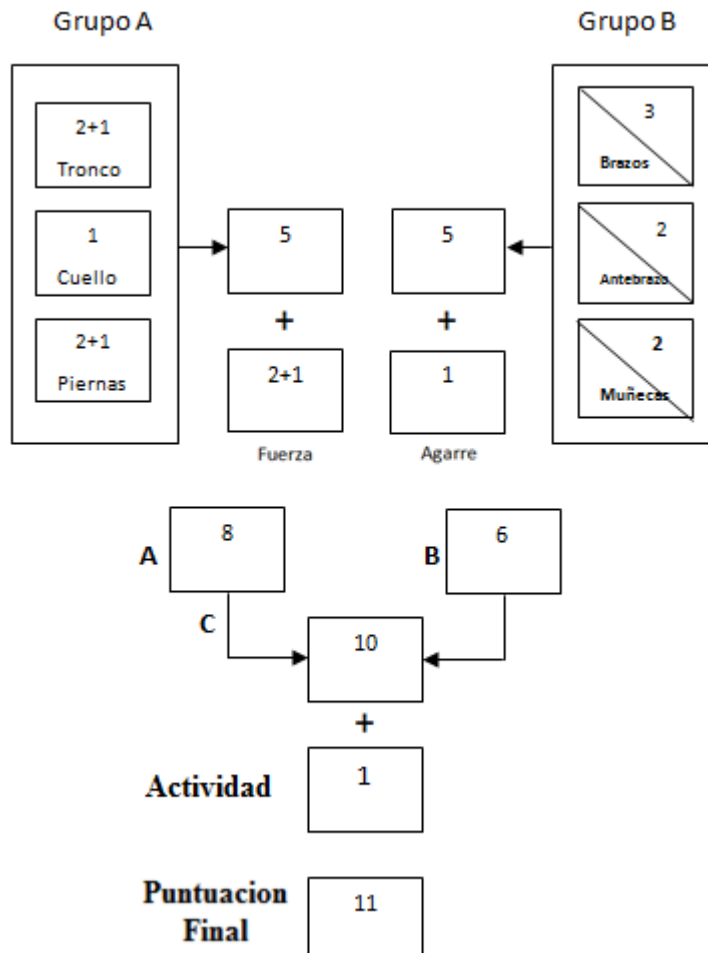 Grupo A
Grupo B
2+1
Tronco
1
Cuello
2+1
Piernas
5
+
2+1
Fuerza
5
+
1
Agarre
3
Brazos
2
Antebrazo
2
Muñecas
A
8
B
6
C
10
+
Actividad
1
Puntuacion
Final
11